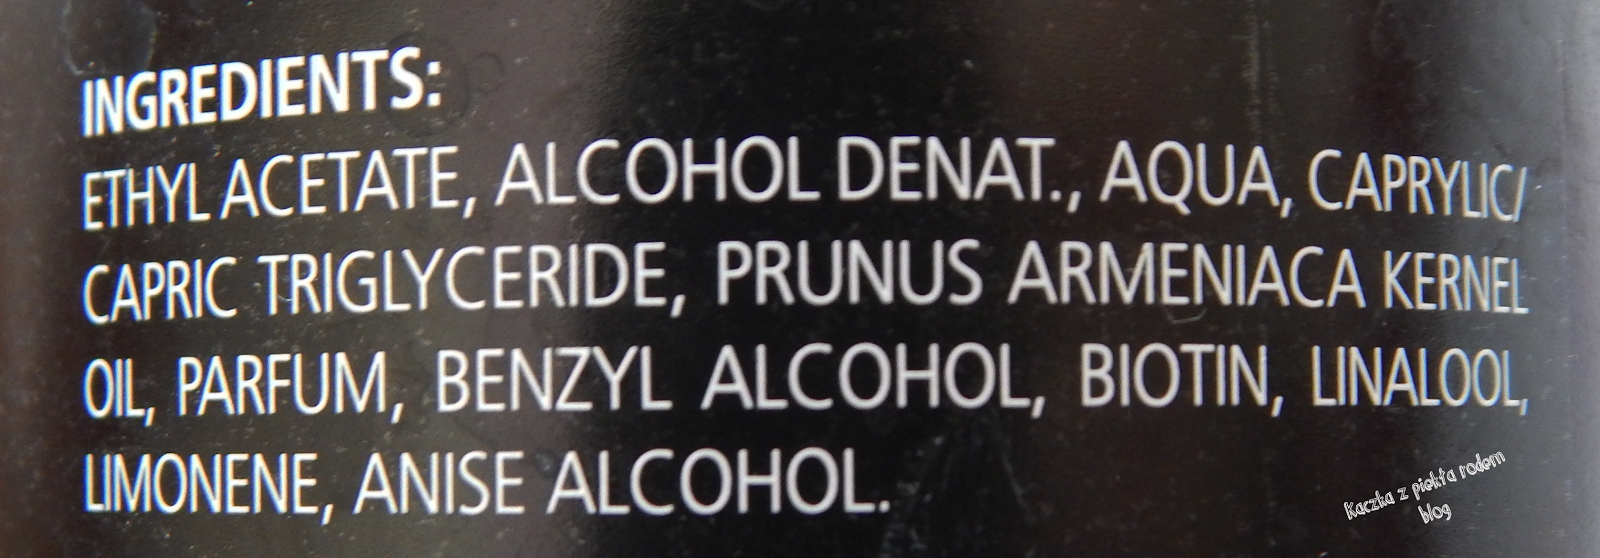 INGREDIENTS:
ETHYL ACETATE, ALCOHOL DENAT., AQUA, CAPRYLIC/
CAPRIC TRIGLYCERIDE, PRUNUS ARMENIACA KERNEL
OIL, PARFUM, BENZYL ALCOHOL, BIOTIN, LINALOOL,
LIMONENE, ANISE ALCOHOL.
Kaczka z piekła rodem
blog